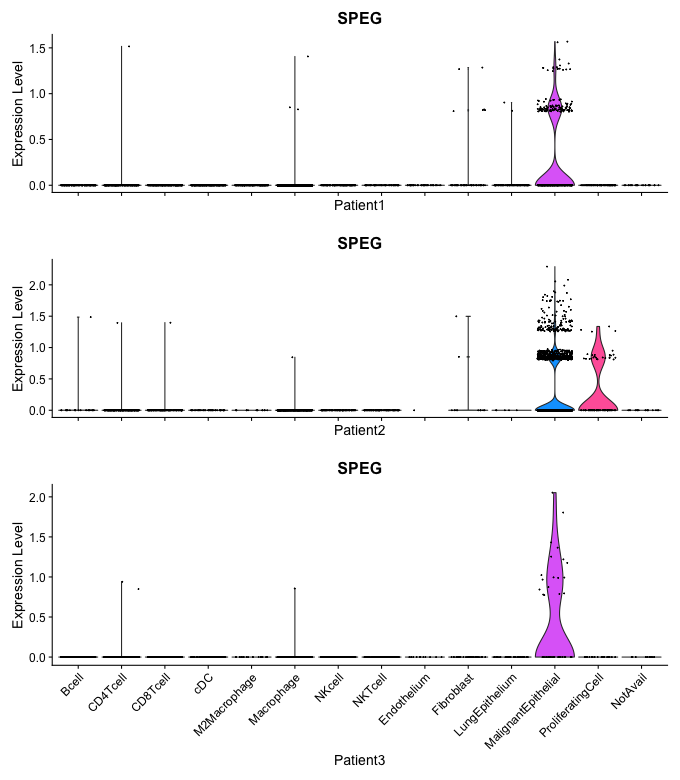 SPEG
Expression Level
1.5
1.0
0.5
0.0
Patient1
SPEG
Expression Level
2.0
1.5
1.0
0.5
0.0
Patient2
SPEG
Expression Level
2.0
1.5
1.0
0.5
0.0
Bcell
CD4Tcell
CD8Tcell
cDC
M2Macrophage
Macrophage
NKcell
NKTcell
Endothelium
Fibroblast
LungEpithelium
MalignantEpithelial
ProliferatingCell
NotAvail
Patient3